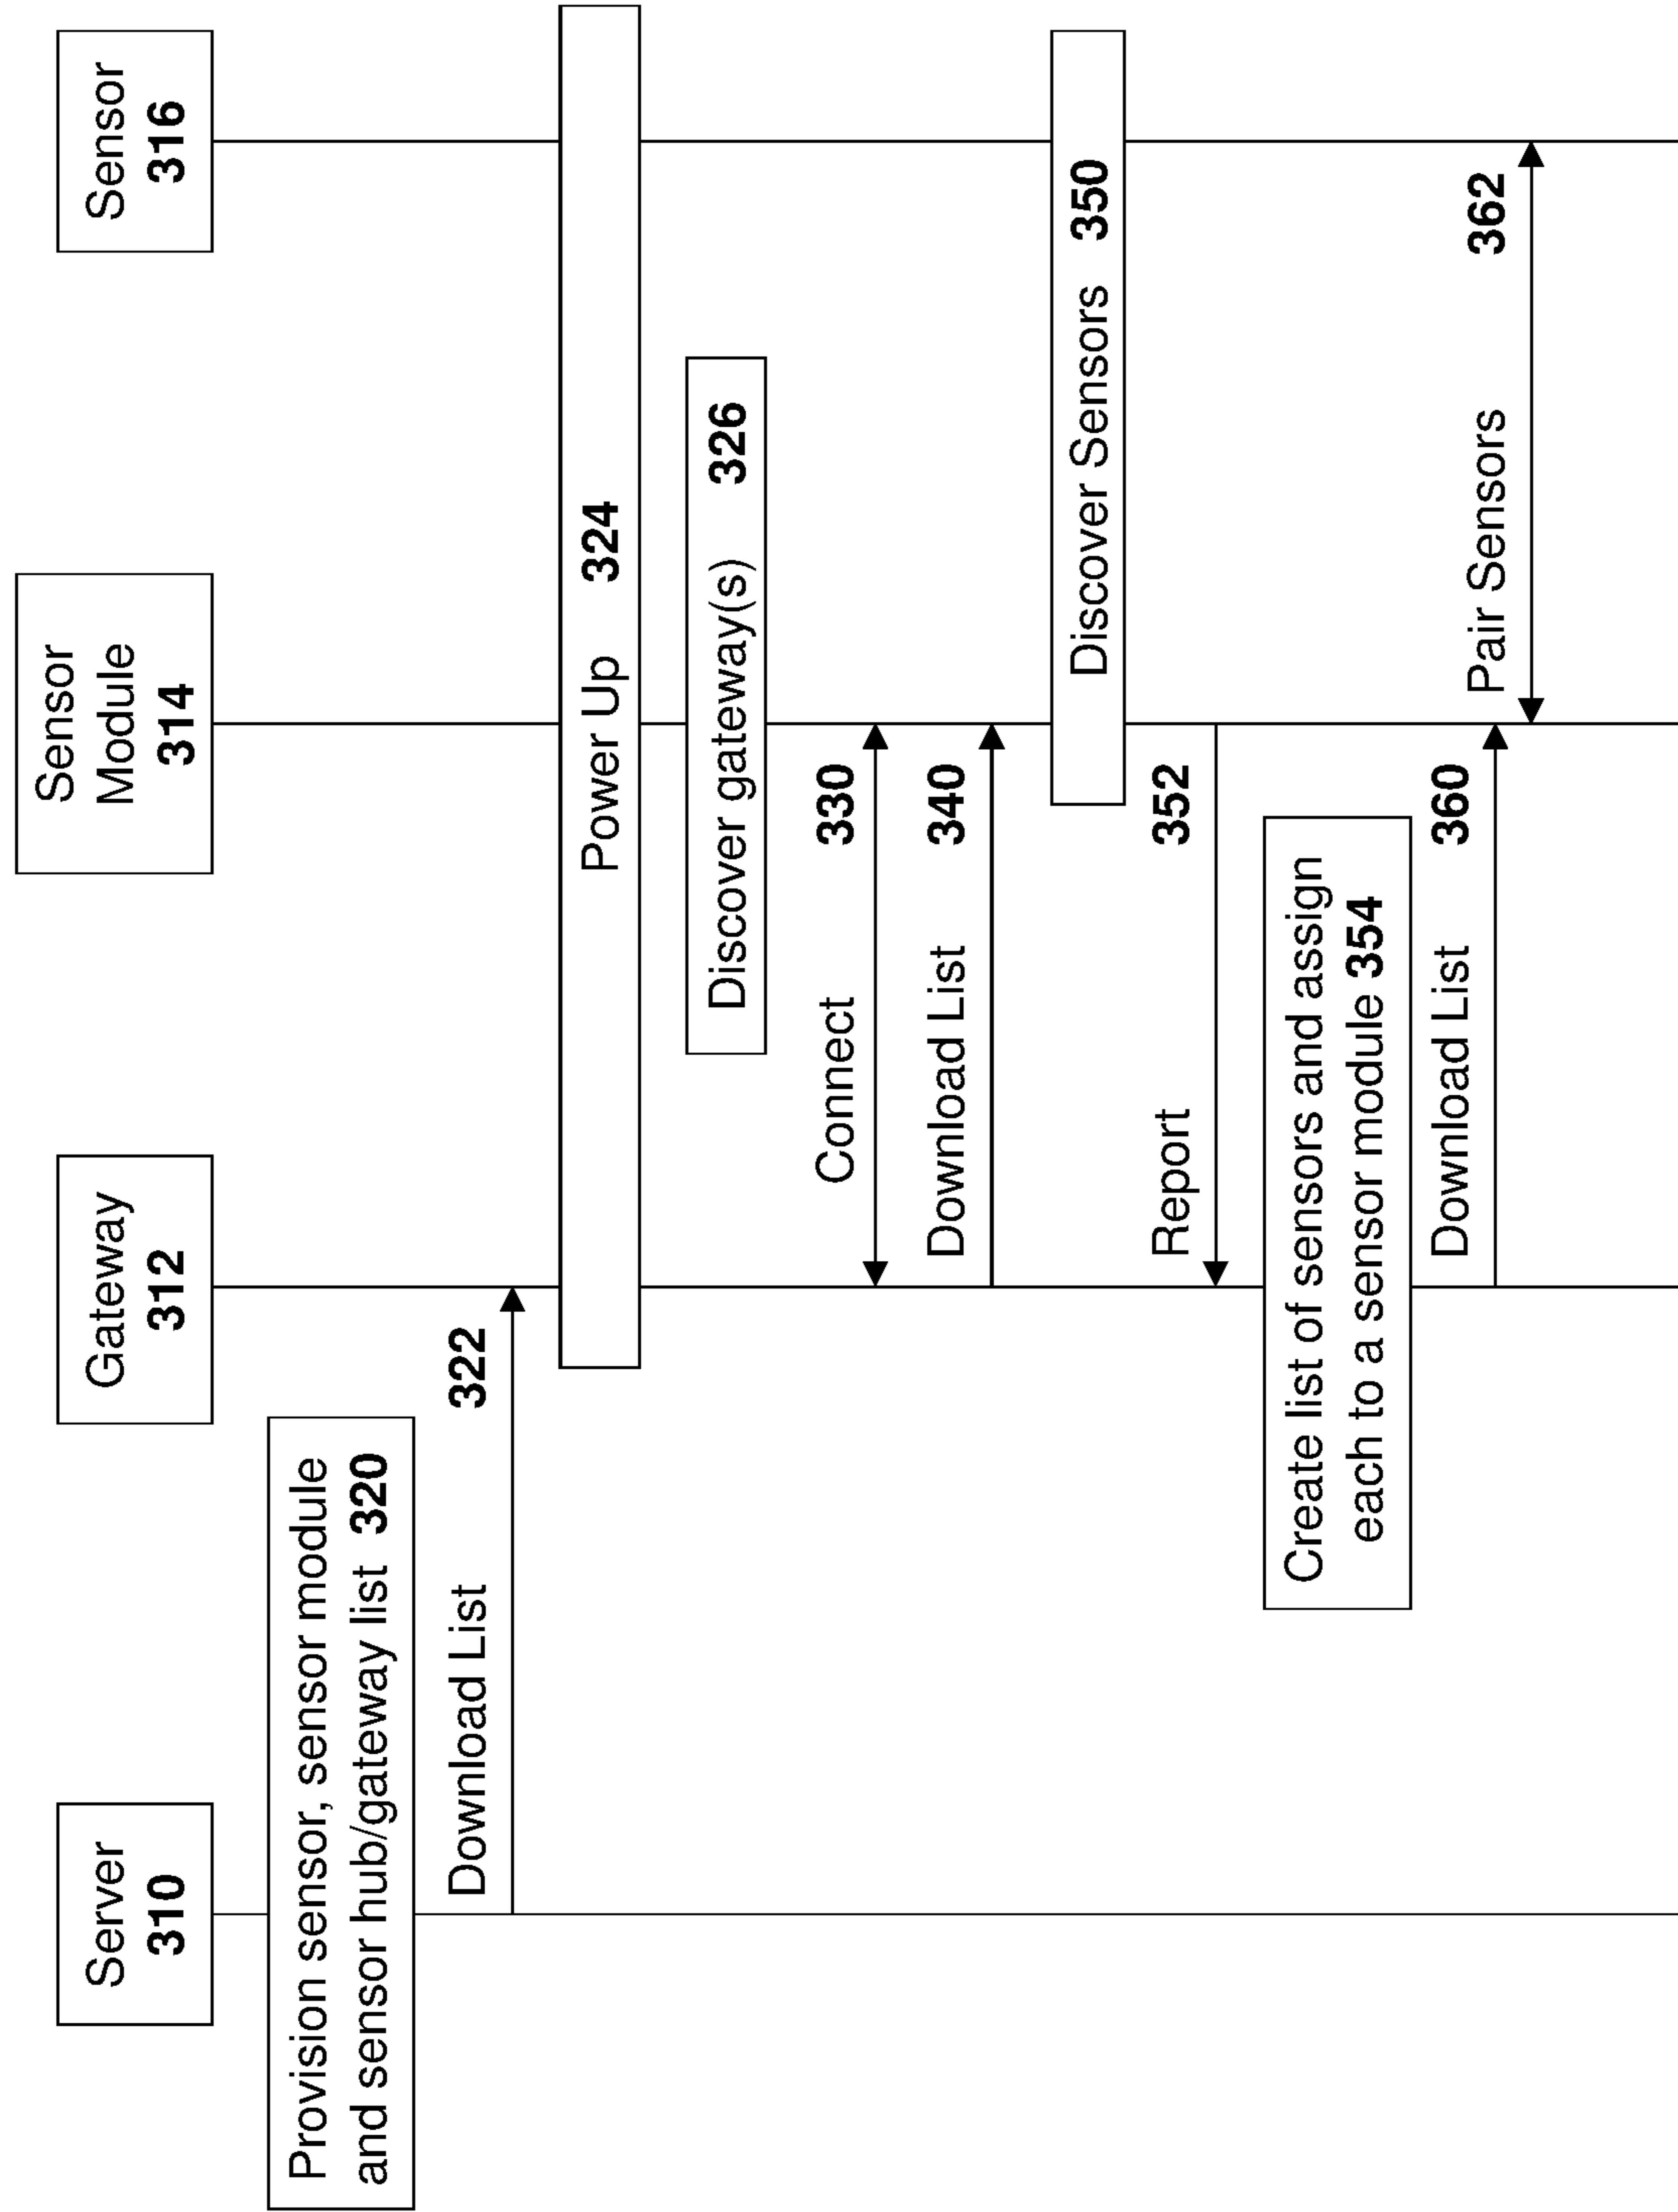 Server
310
Gateway
312
Sensor
Module
314
Sensor
316
Provision sensor, sensor module
and sensor hub/gateway list 320
Download List 322
Power Up 324
Discover gateway(s) 326
Connect 330
Download List 340
Discover Sensors 350
Report 352
Create list of sensors and assign
each to a sensor module 354
Download List 360
Pair Sensors 362